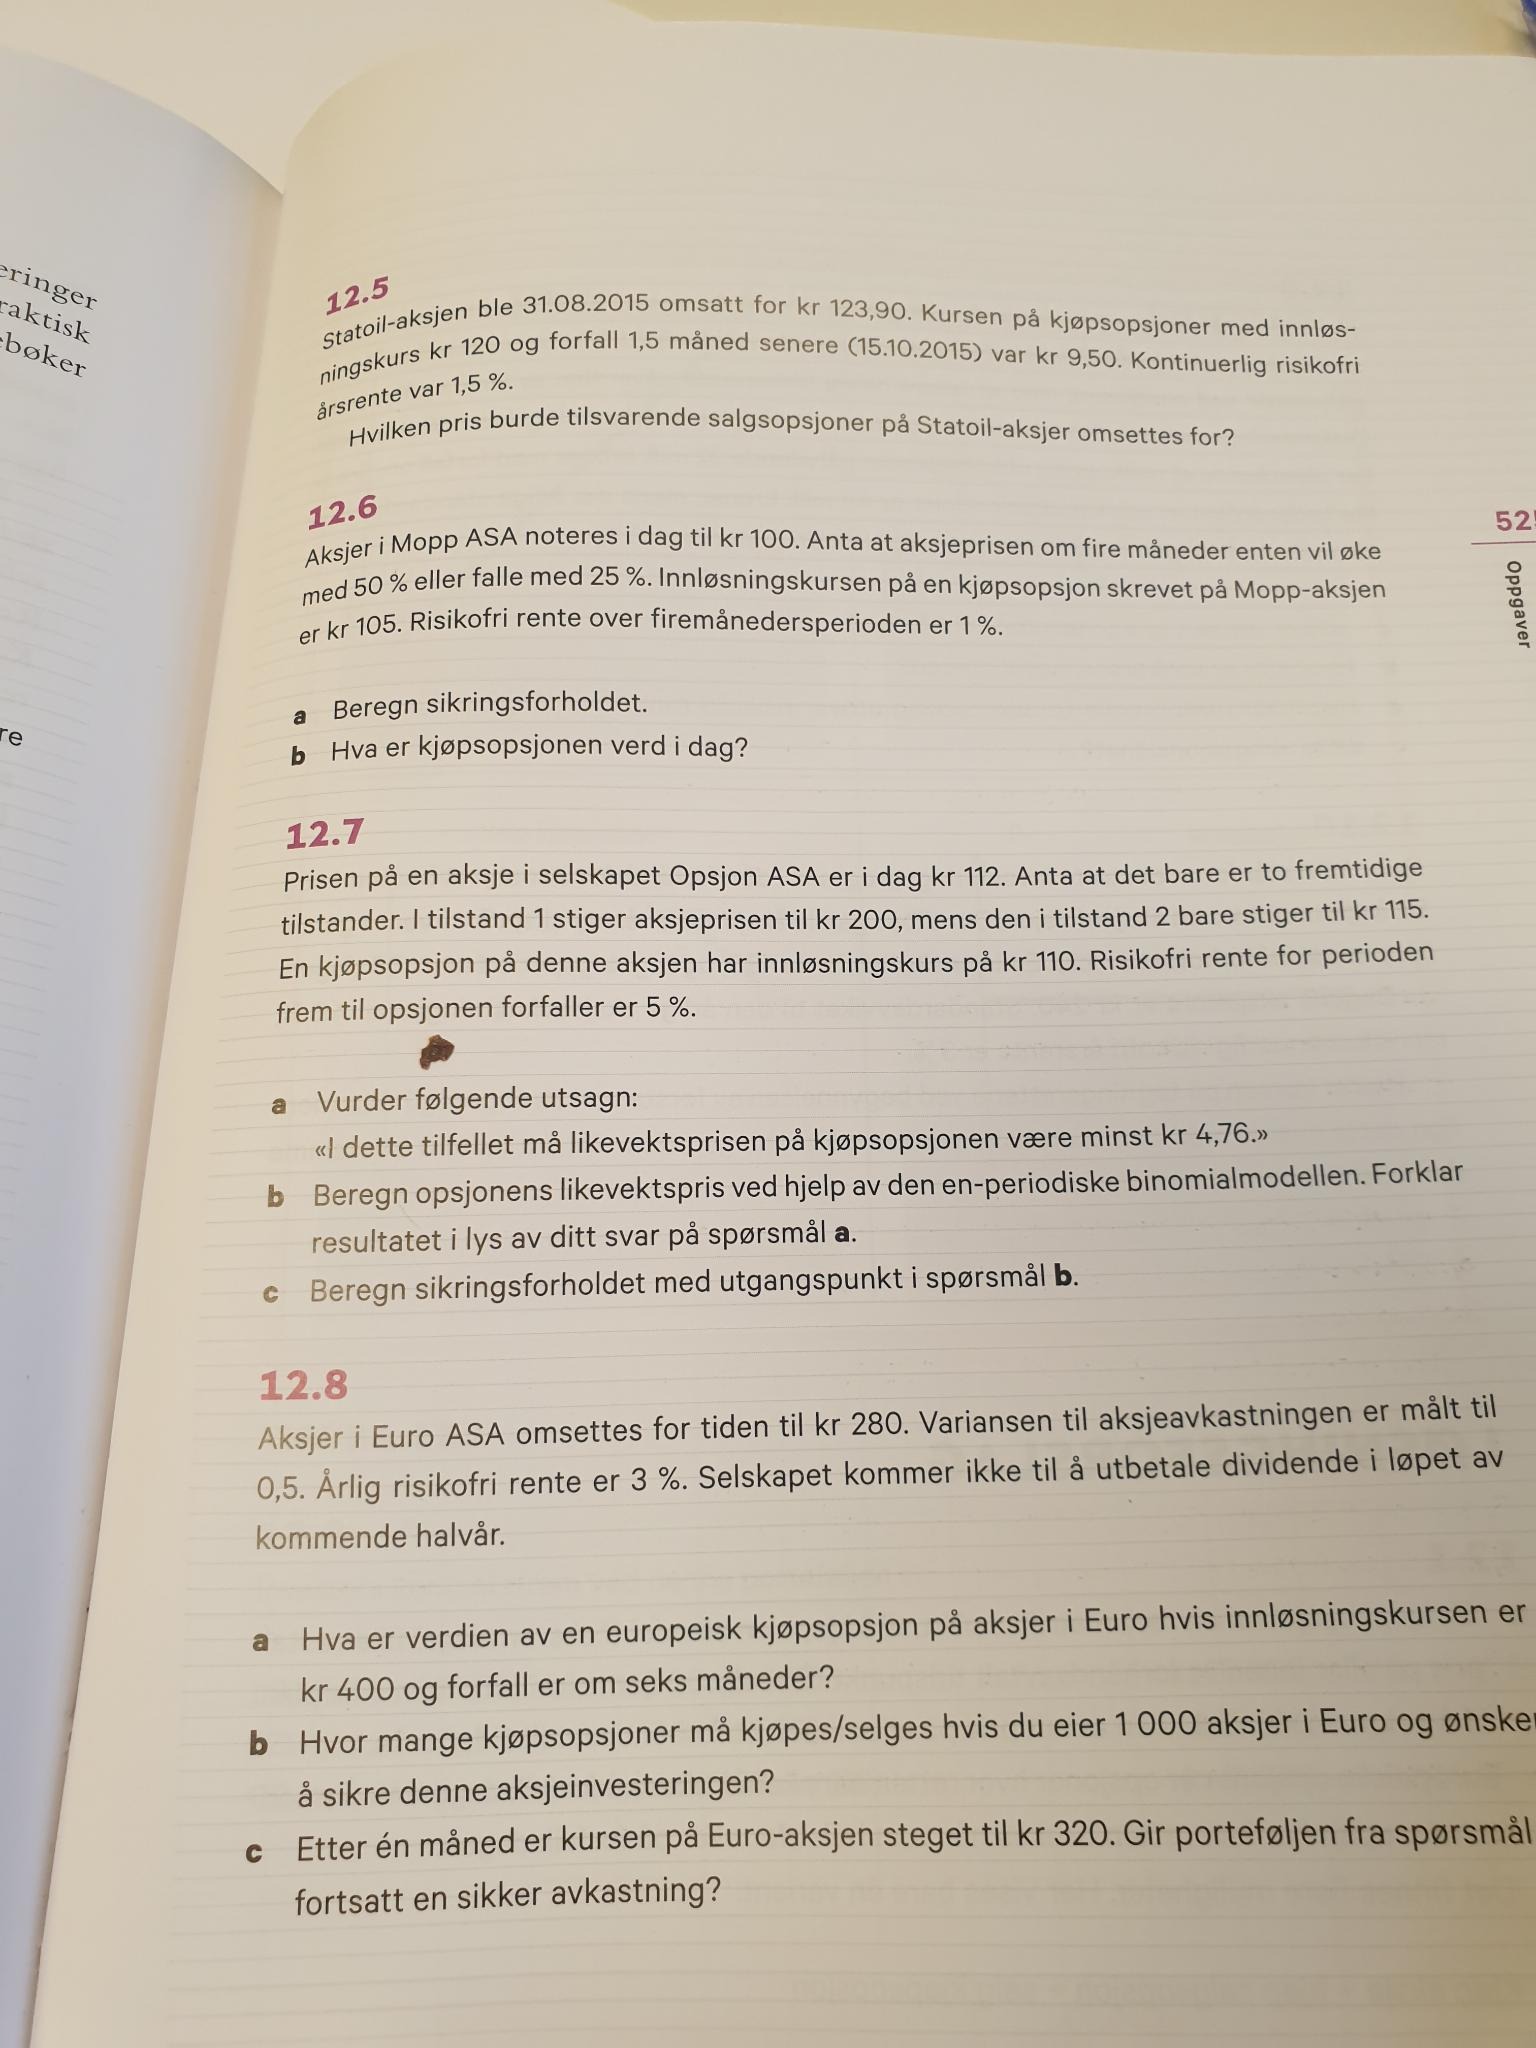 eringer
raktisk
ebøker
re
12.5
Statoil-aksjen ble 31.08.2015 omsatt for kr 123,90. Kursen på kjøpsopsjoner med innløs-
ningskurs kr 120 og forfall 1,5 måned senere (15.10.2015) var kr 9,50. Kontinuerlig risikofri
årsrente var 1,5 %.
Hvilken pris burde tilsvarende salgsopsjoner på Statoil-aksjer omsettes for?
12.6
Aksjer i Mopp ASA noteres i dag til kr 100. Anta at aksjeprisen om fire måneder enten vil øke
med 50 % eller falle med 25 %. Innløsningskursen på en kjøpsopsjon skrevet på Mopp-aksjen
er kr 105. Risikofri rente over firemånedersperioden er 1 %.
a Beregn sikringsforholdet.
b Hva er kjøpsopsjonen verd i dag?
12.7
Prisen på en aksje i selskapet Opsjon ASA er i dag kr 112. Anta at det bare er to fremtidige
tilstander. I tilstand 1 stiger aksjeprisen til kr 200, mens den i tilstand 2 bare stiger til kr 115.
En kjøpsopsjon på denne aksjen har innløsningskurs på kr 110. Risikofri rente for perioden
frem til opsjonen forfaller er 5 %.
a Vurder følgende utsagn:
«I dette tilfellet må likevektsprisen på kjøpsopsjonen være minst kr 4,76.»
b Beregn opsjonens likevektspris ved hjelp av den en-periodiske binomialmodellen. Forklar
resultatet i lys av ditt svar på spørsmål a.
c Beregn sikringsforholdet med utgangspunkt i spørsmål b.
12.8
Aksjer i Euro ASA omsettes for tiden til kr 280. Variansen til aksjeavkastningen er målt til
0,5. Årlig risikofri rente er 3 %. Selskapet kommer ikke til å utbetale dividende i løpet av
kommende halvår.
a Hva er verdien av en europeisk kjøpsopsjon på aksjer i Euro hvis innløsningskursen er
kr 400 og forfall er om seks måneder?
b Hvor mange kjøpsopsjoner må kjøpes/selges hvis du eier 1 000 aksjer i Euro og ønsker
å sikre denne aksjeinvesteringen?
c Etter én måned er kursen på Euro-aksjen steget til kr 320. Gir porteføljen fra spørsmål
fortsatt en sikker avkastning?
52
Oppgaver